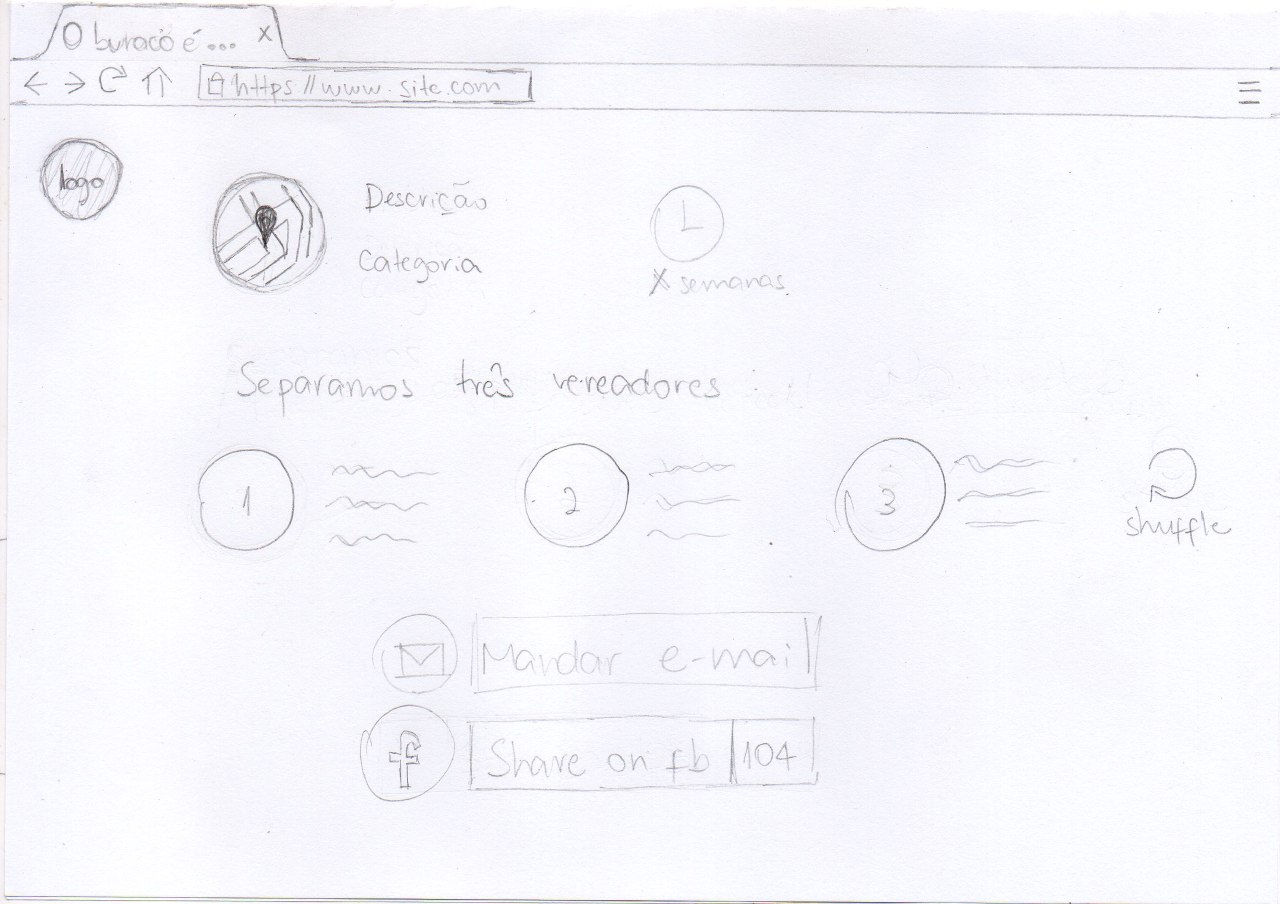 O buraco é... X
https://www.site.com
logo
Descrição
Categoria
X semanas
Separamos três vereadores
1
2
3
shuffle
Mandar e-mail
f
Share on fb 104